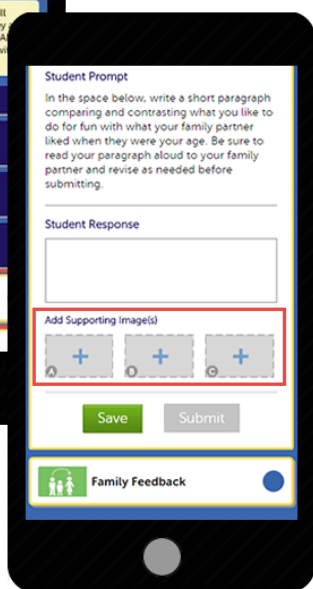 Student Prompt
In the space below, write a short paragraph
comparing and contrasting what you like to
do for fun with what your family partner
liked when they were your age. Be sure to
read your paragraph aloud to your family
partner and revise as needed before
submitting.
Student Response
Add Supporting Image(s)
A
B
C
Save
Submit
Family Feedback